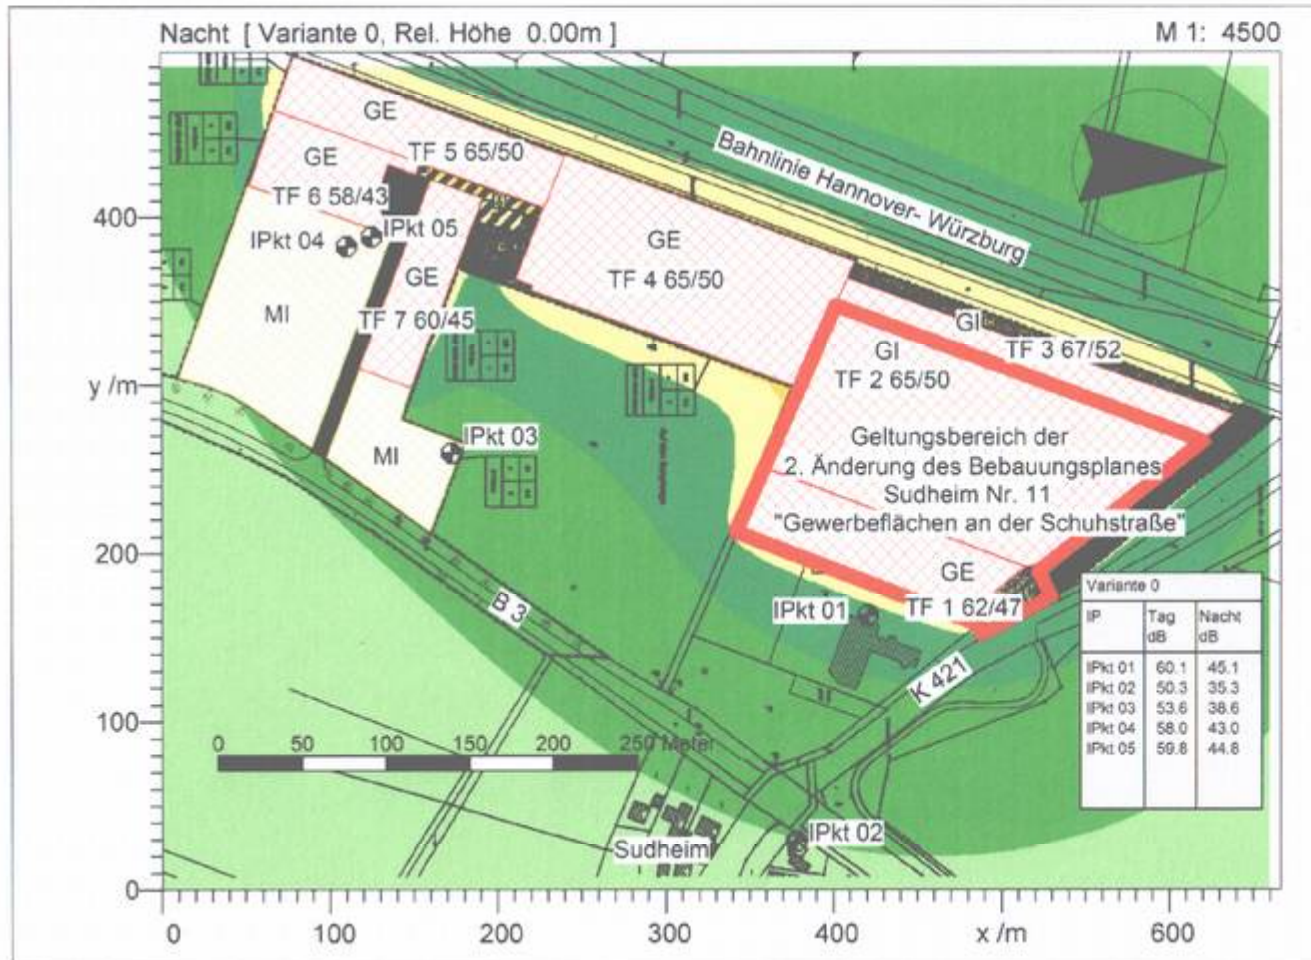 Nacht [ Variante 0, Rel. Höhe 0.00m ]
M 1: 4500
GE
TF 5 65/50
GE
TF 6 58/43
IPkt 04
IPkt 05
GE
TF 7 60/45
MI
MI
IPkt 03
GE
TF 4 65/50
Bahnlinie Hannover- Würzburg
GI
TF 3 67/52
GI
TF 2 65/50
Geltungsbereich der
2. Änderung des Bebauungsplanes
Sudheim Nr. 11
"Gewerbeflächen an der Schuhstraße"
GE
TF 1 62/47
IPkt 01
B 3
K 421
IPkt 02
Sudheim
0 50 100 150 200 250 Meter
Variante 0
IP Tag dB Nacht dB
IPkt 01 60.1 45.1
IPkt 02 50.3 35.3
IPkt 03 53.6 38.6
IPkt 04 58.0 43.0
IPkt 05 59.8 44.8
400
y /m
200
100
0
0 100 200 300 400 x /m 600